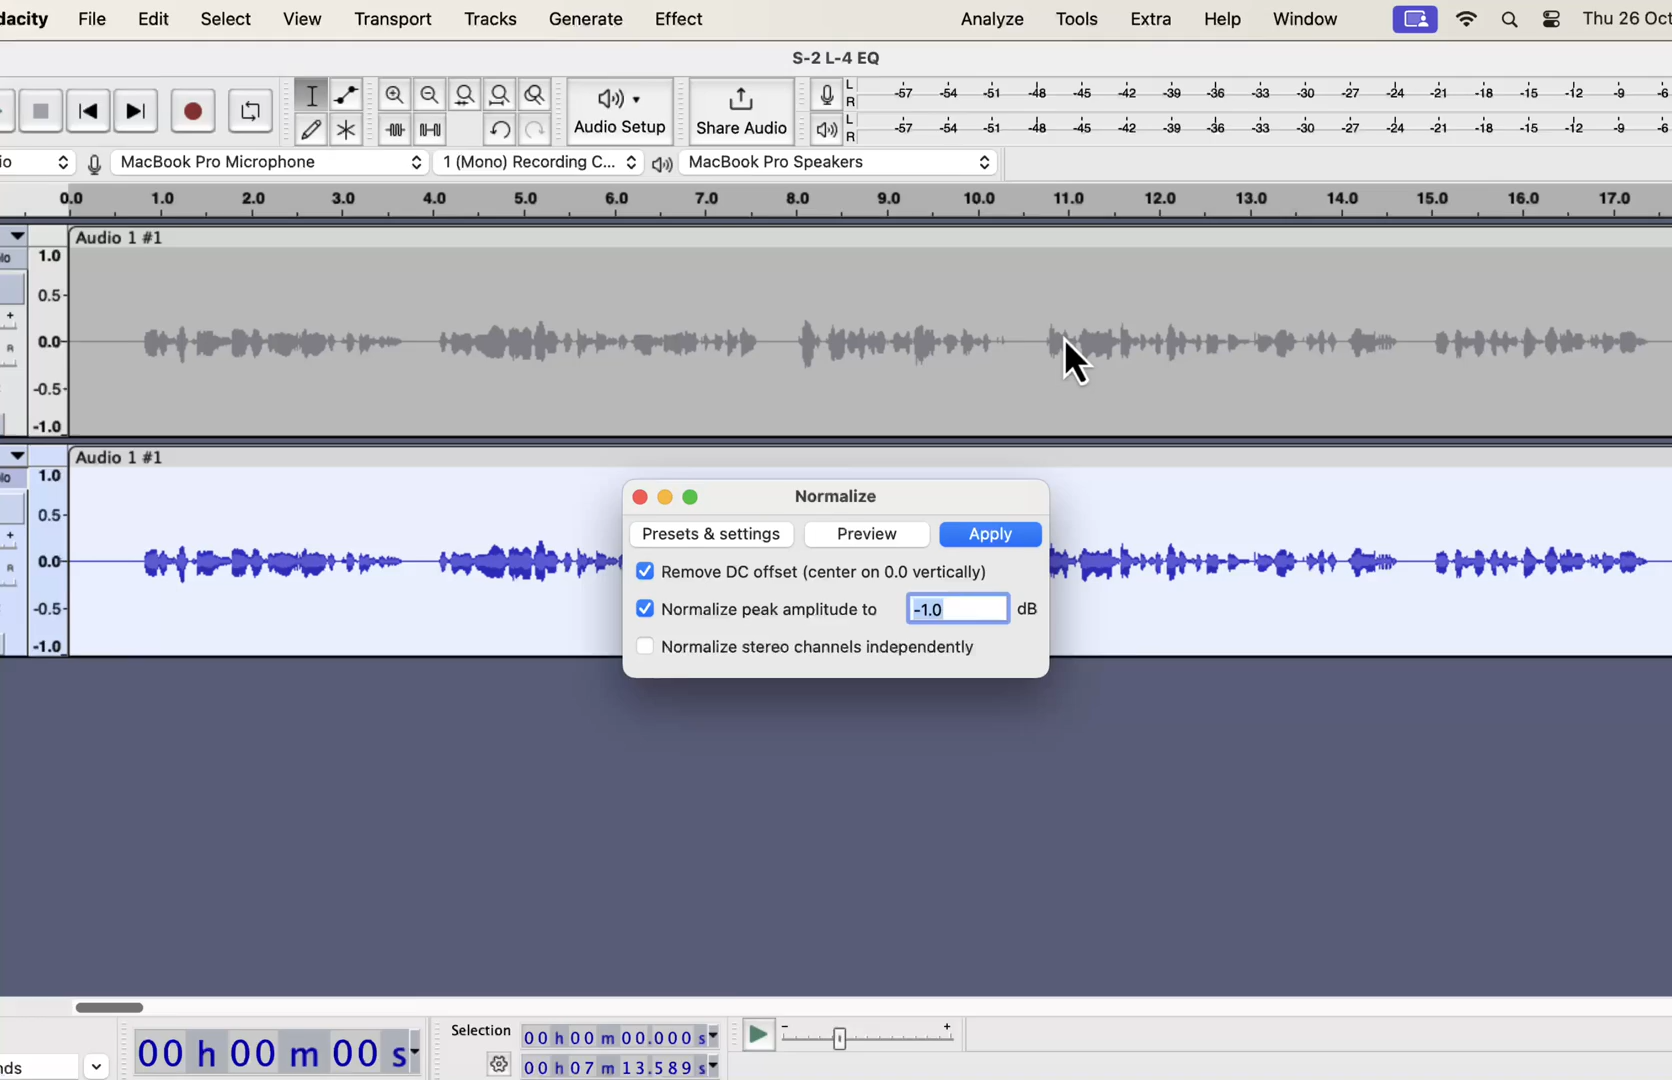 dacity File Edit Select View Transport Tracks Generate Effect Analyze Tools Extra Help Window Thu 26 Oct
S-2 L-4 EQ
Audio Setup
Share Audio
L
R
-57 -54 -51 -48 -45 -42 -39 -36 -33 -30 -27 -24 -21 -18 -15 -12 -9 -6
L
R
-57 -54 -51 -48 -45 -42 -39 -36 -33 -30 -27 -24 -21 -18 -15 -12 -9 -6
io MacBook Pro Microphone 1 (Mono) Recording C... MacBook Pro Speakers
0.0 1.0 2.0 3.0 4.0 5.0 6.0 7.0 8.0 9.0 10.0 11.0 12.0 13.0 14.0 15.0 16.0 17.0
Audio 1 #1
lo
1.0
0.5-
+
0.0-
R
-0.5-
-1.0
Audio 1 #1
lo
1.0
0.5-
+
0.0-
R
-0.5-
-1.0
Normalize
Presets & settings Preview Apply
Remove DC offset (center on 0.0 vertically)
Normalize peak amplitude to -1.0 dB
Normalize stereo channels independently
nds
00 h 00 m 00 s
Selection
00 h 00 m 00.000 s
00 h 07 m 13.589 s
- +